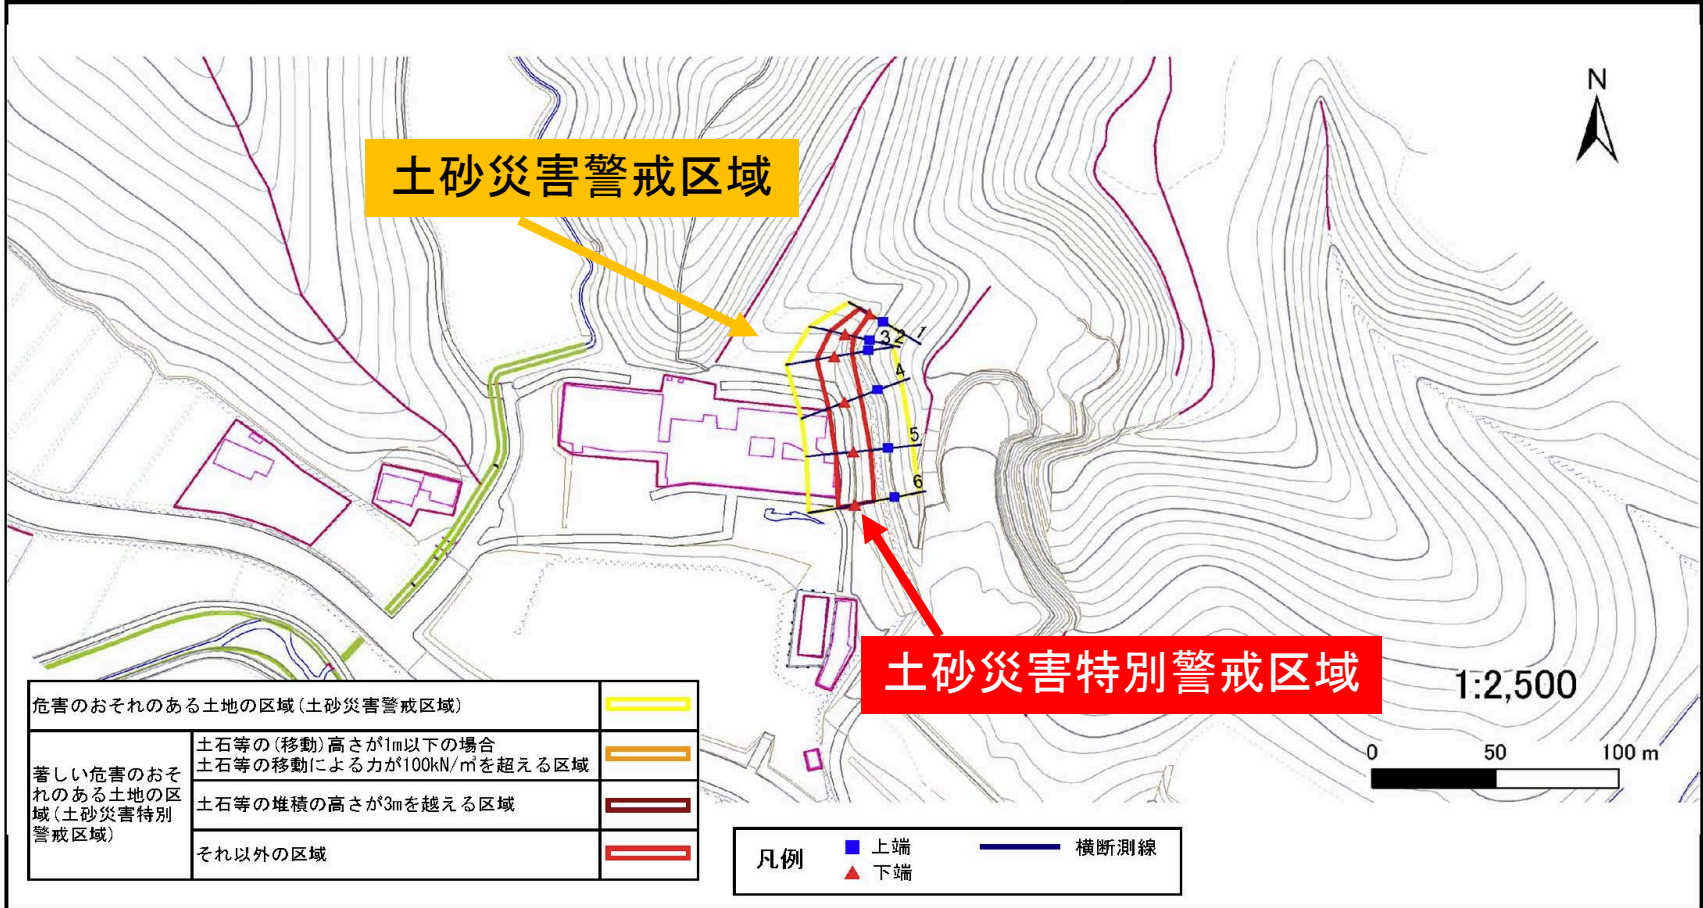 N
土砂災害警戒区域
1
32
4
5
6
土砂災害特別警戒区域
1:2,500
0 50 100 m
危害のおそれのある土地の区域(土砂災害警戒区域)
著しい危害のおそ
れのある土地の区
域(土砂災害特別
警戒区域)
土石等の(移動)高さが1m以下の場合
土石等の移動による力が100kN/㎡を超える区域
土石等の堆積の高さが3mを越える区域
それ以外の区域
凡例
上端
下端
横断測線